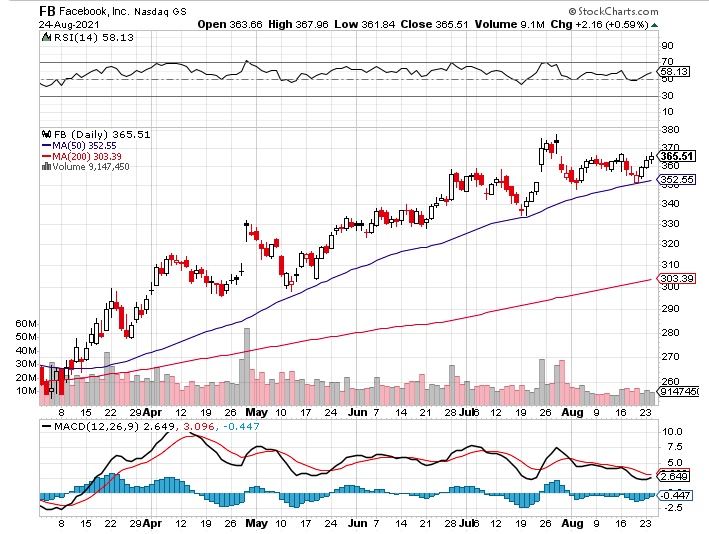 FB Facebook, Inc. Nasdaq GS
© StockCharts.com
24-Aug-2021
Open 363.66 High 367.96 Low 361.84 Close 365.51 Volume 9.1M Chg +2.16 (+0.59%)
RSI(14) 58.13
90
70
58.13
50
30
10
FB (Daily) 365.51
MA(50) 352.55
MA(200) 303.39
Volume 9,147,450
380
370
365.51
360
352.55
350
340
330
320
310
303.39
300
290
280
270
260
9147450
60M
50M
40M
30M
20M
10M
8 15 22 29 Apr 12 19 26 May 10 17 24 Jun 7 14 21 28 Jul 12 19 26 Aug 9 16 23
MACD(12,26,9) 2.649, 3.096, -0.447
10.0
7.5
5.0
2.649
-0.447
-2.5
8 15 22 29 Apr 12 19 26 May 10 17 24 Jun 7 14 21 28 Jul 12 19 26 Aug 9 16 23